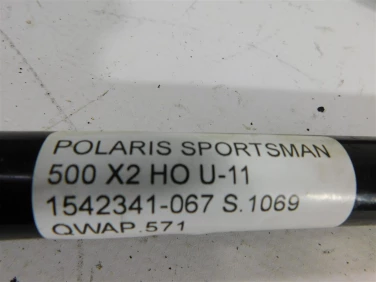 POLARIS SPORTSMAN
500 X2 HO U-11
1542341-067 S.1069
QWAP.571